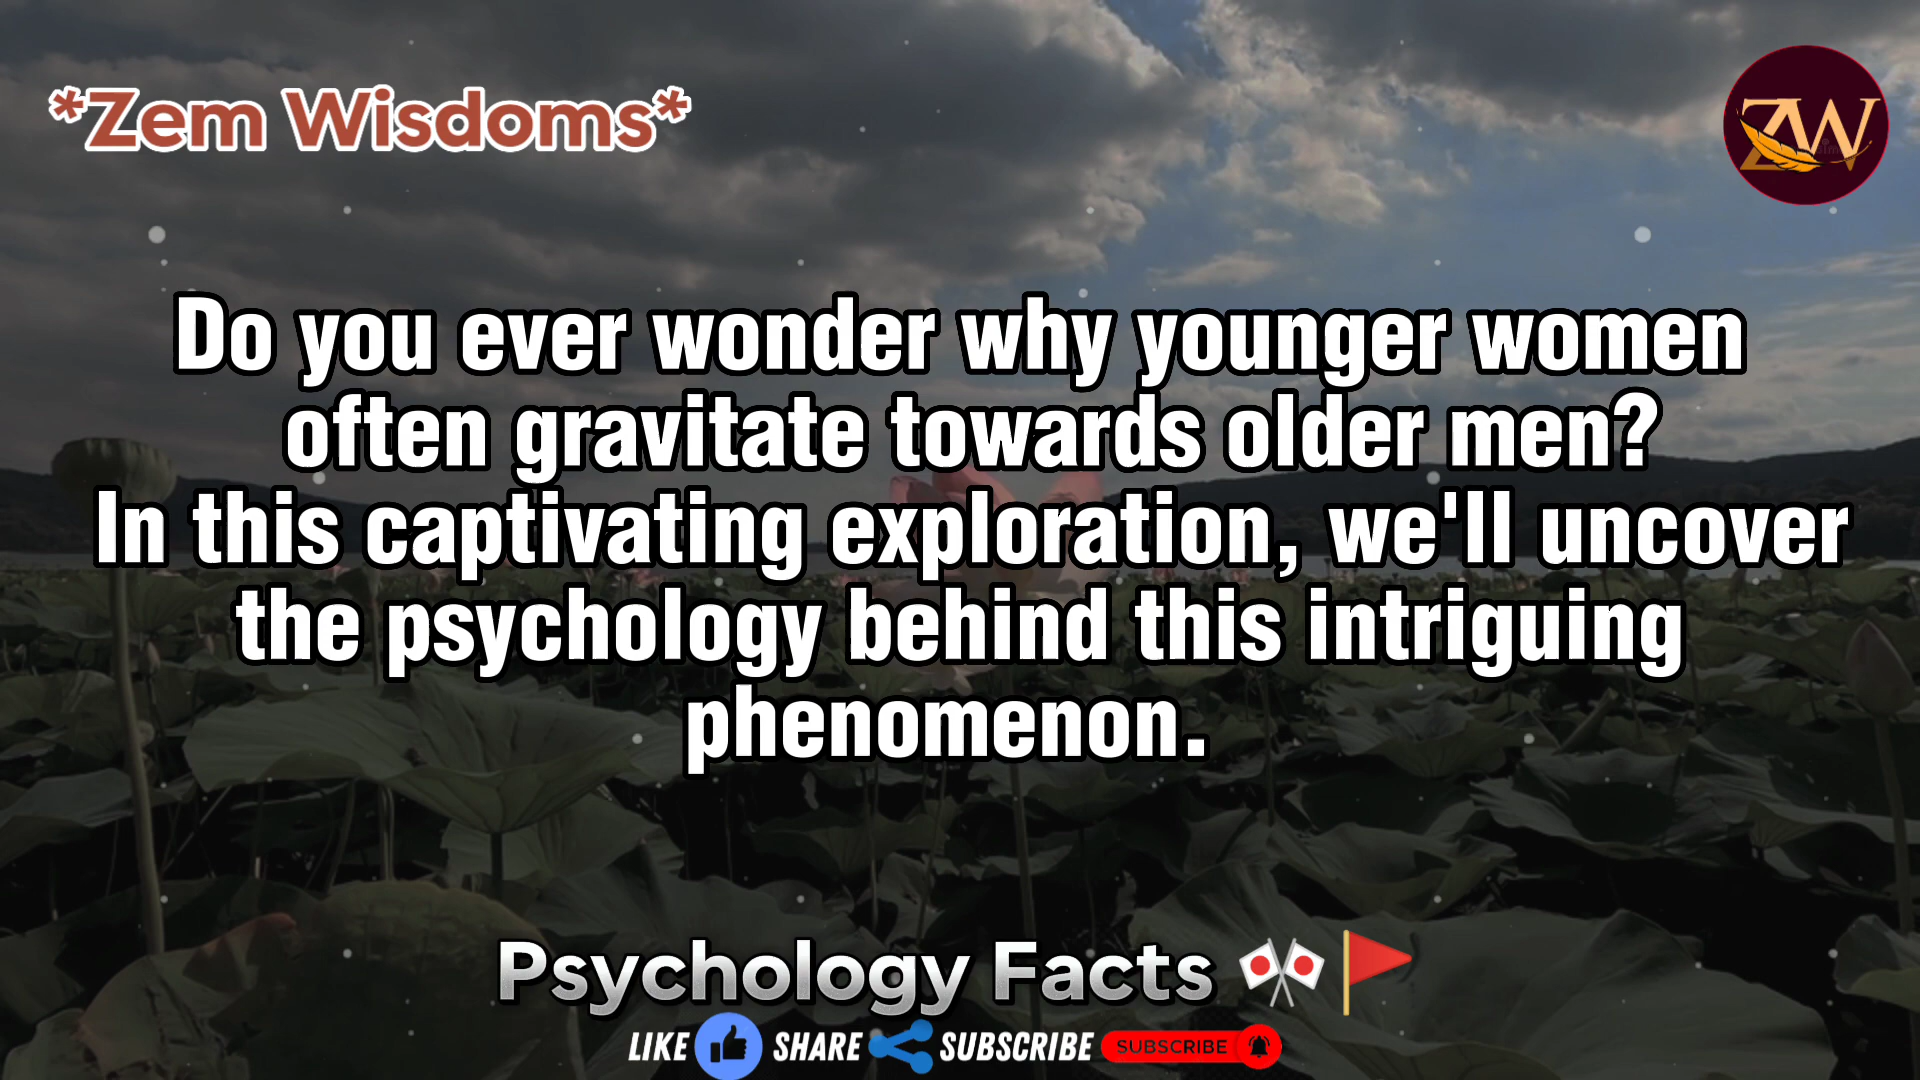 *Zem Wisdoms*
ZW
Do you ever wonder why younger women
often gravitate towards older men?
In this captivating exploration, we'll uncover
the psychology behind this intriguing
phenomenon.
Psychology Facts 🎌🚩
LIKE SHARE SUBSCRIBE SUBSCRIBE